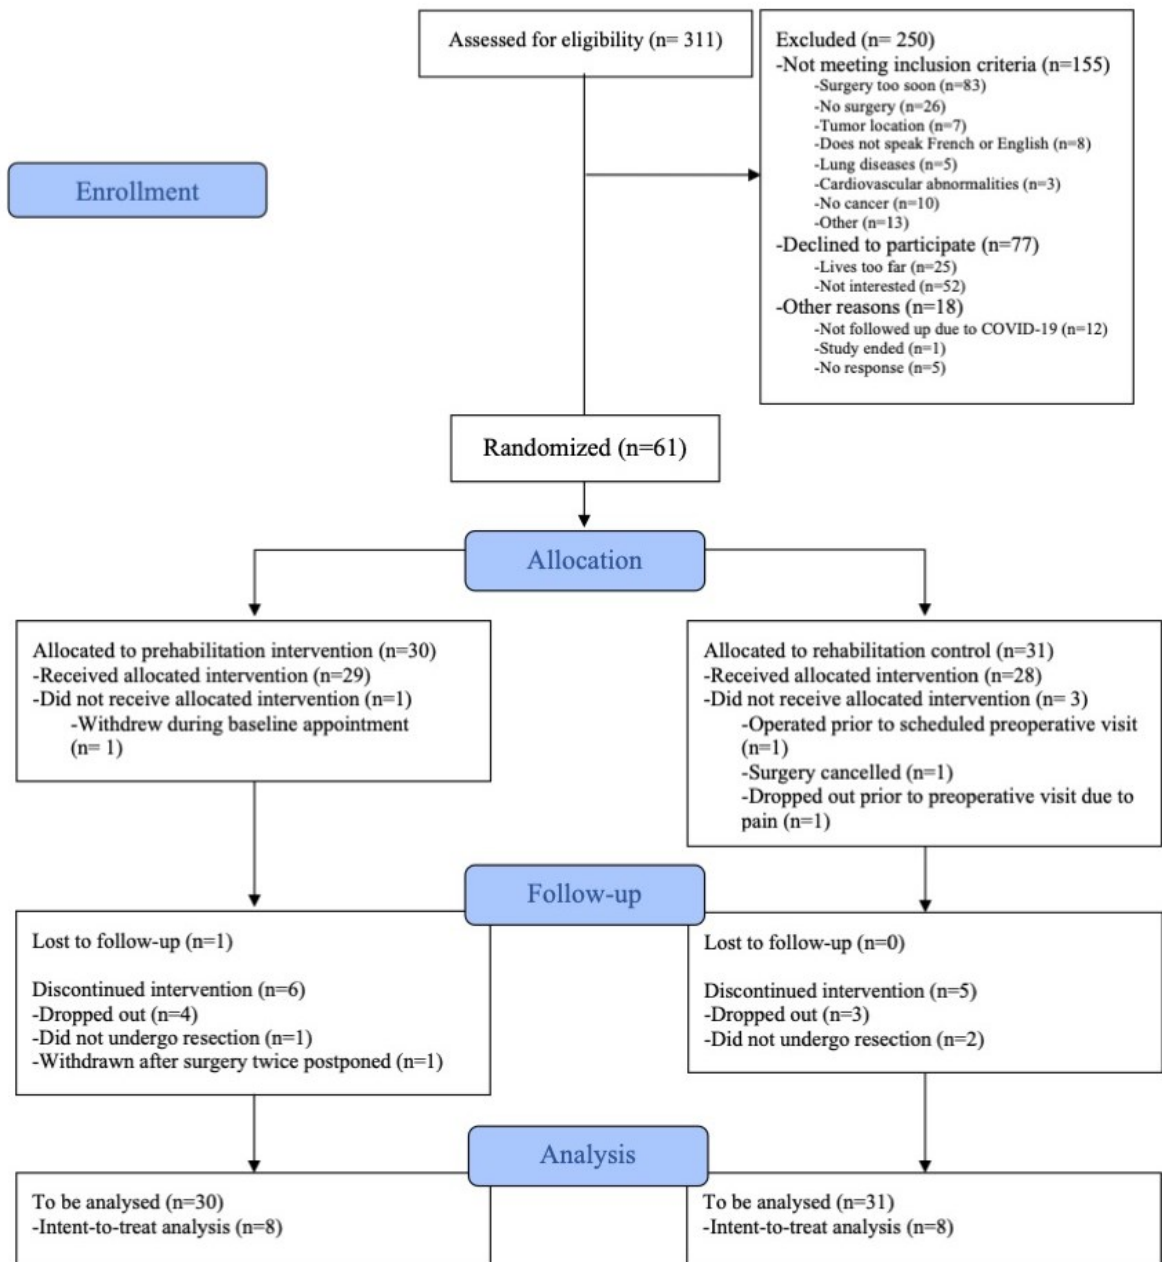 Assessed for eligibility (n= 311)
Excluded (n= 250)
-Not meeting inclusion criteria (n=155)
-Surgery too soon (n=83)
-No surgery (n=26)
-Tumor location (n=7)
-Does not speak French or English (n=8)
-Lung diseases (n=5)
-Cardiovascular abnormalities (n=3)
-No cancer (n=10)
-Other (n=13)
-Declined to participate (n=77)
-Lives too far (n=25)
-Not interested (n=52)
-Other reasons (n=18)
-Not followed up due to COVID-19 (n=12)
-Study ended (n=1)
-No response (n=5)
Enrollment
Randomized (n=61)
Allocation
Allocated to prehabilitation intervention (n=30)
-Received allocated intervention (n=29)
-Did not receive allocated intervention (n=1)
-Withdrew during baseline appointment
(n= 1)
Allocated to rehabilitation control (n=31)
-Received allocated intervention (n=28)
-Did not receive allocated intervention (n= 3)
-Operated prior to scheduled preoperative visit
(n=1)
-Surgery cancelled (n=1)
-Dropped out prior to preoperative visit due to
pain (n=1)
Follow-up
Lost to follow-up (n=1)
Discontinued intervention (n=6)
-Dropped out (n=4)
-Did not undergo resection (n=1)
-Withdrawn after surgery twice postponed (n=1)
Lost to follow-up (n=0)
Discontinued intervention (n=5)
-Dropped out (n=3)
-Did not undergo resection (n=2)
Analysis
To be analysed (n=30)
-Intent-to-treat analysis (n=8)
To be analysed (n=31)
-Intent-to-treat analysis (n=8)